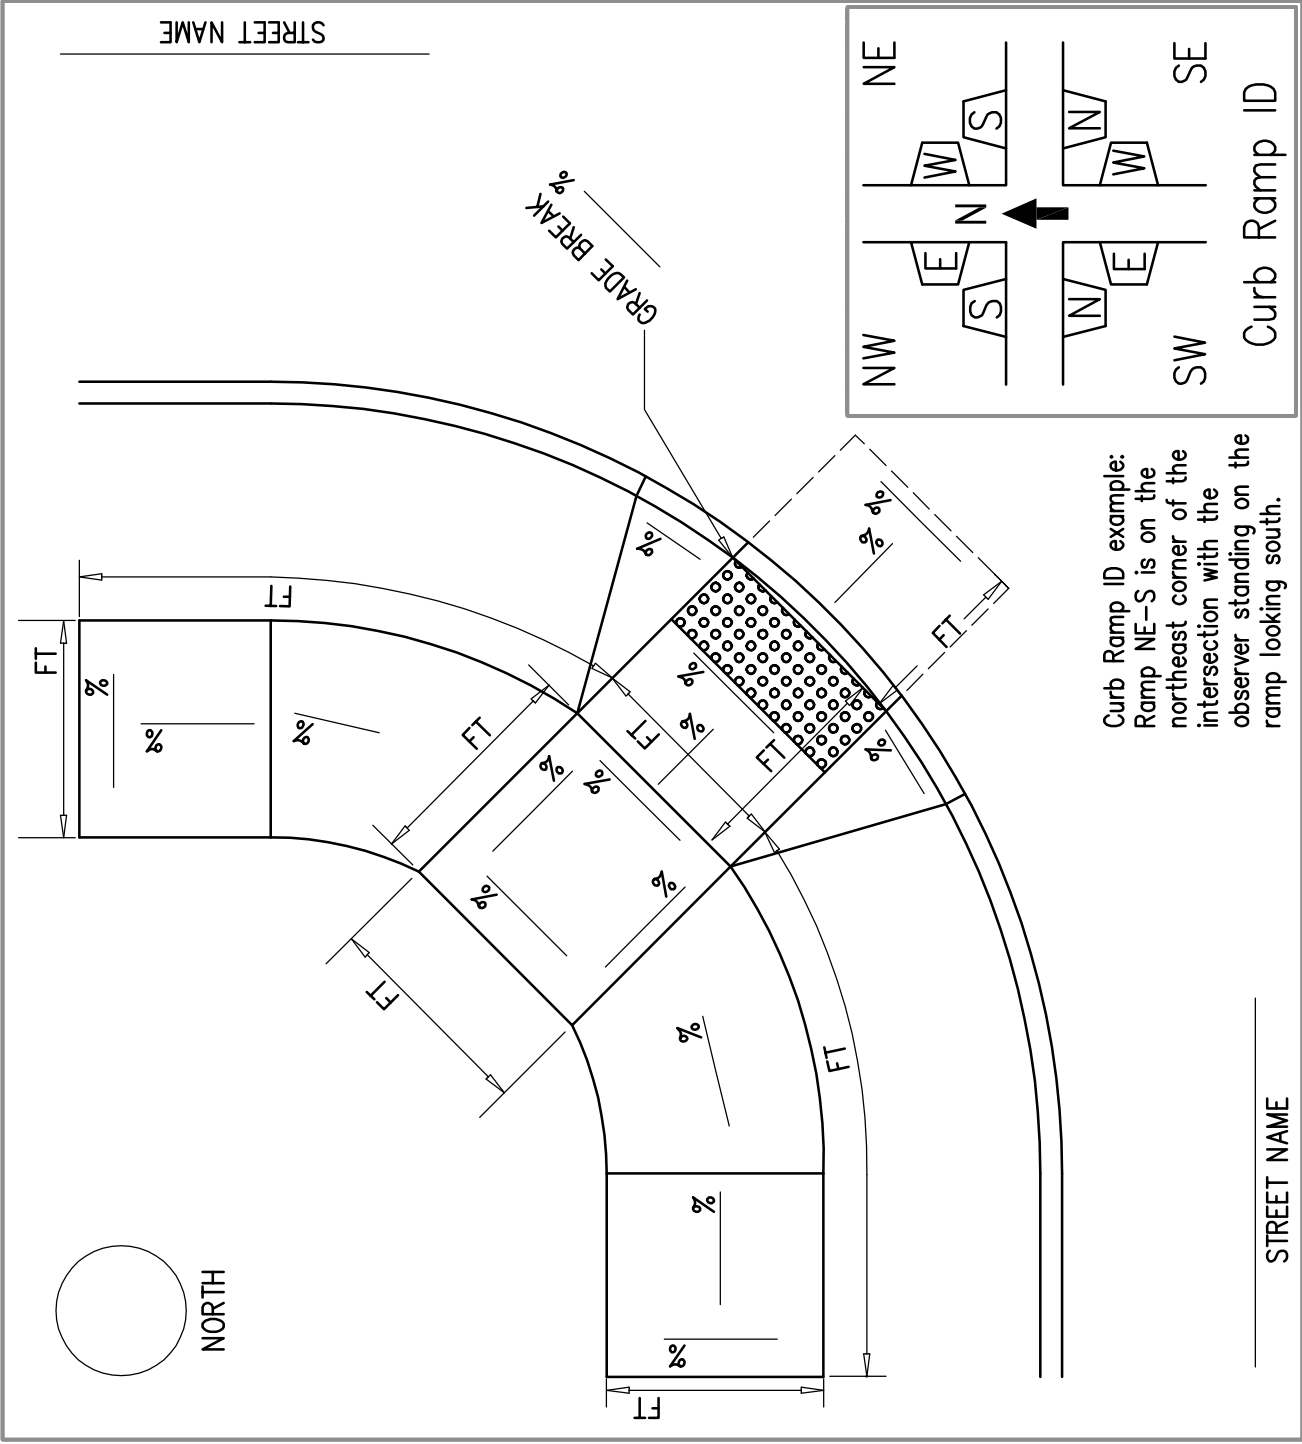 STREET NAME
GRADE BREAK
%
FT
FT
%
%
%
%
FT
FT
FT
%
%
%
%
%
%
%
%
%
FT
FT
%
%
FT
%
FT
%
%
FT
NORTH
STREET NAME
NW
NE
S
E
W
S
N
N
E
W
N
SW
SE
Curb Ramp ID
Curb Ramp ID example:
Ramp NE-S is on the
northeast corner of the
intersection with the
observer standing on the
ramp looking south.